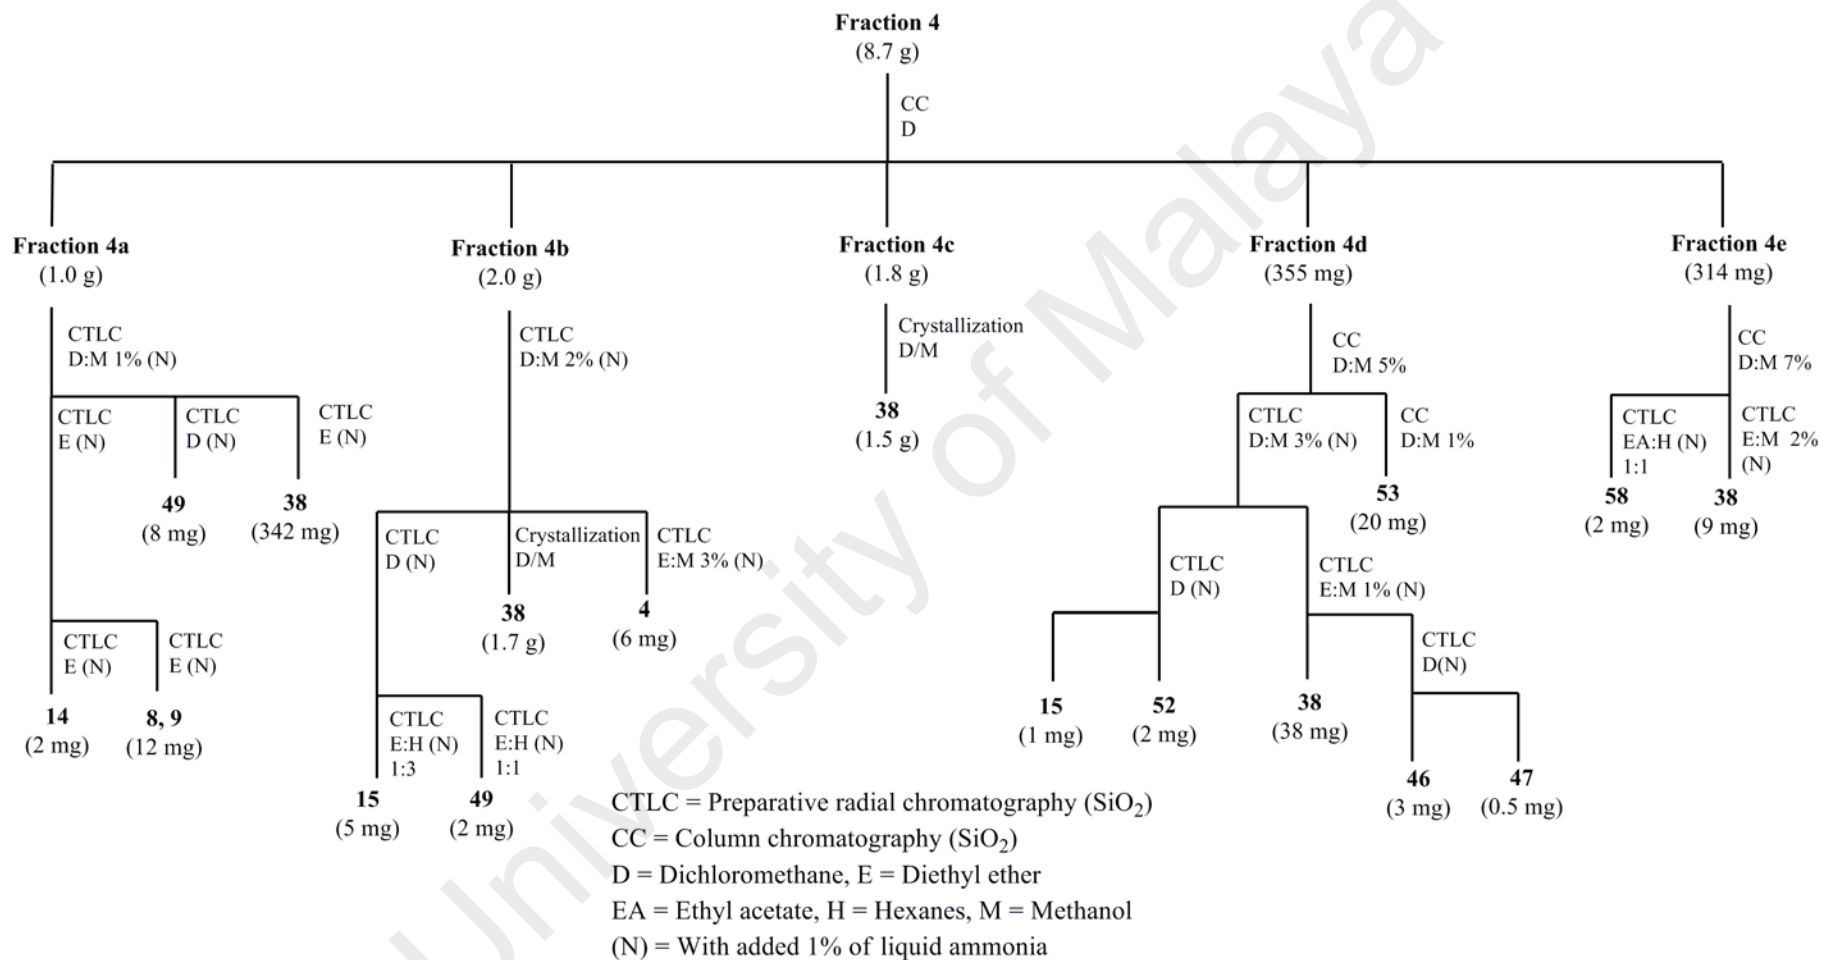 Fraction 4
(8.7 g)
CC
D
Fraction 4a
(1.0 g)
Fraction 4b
(2.0 g)
Fraction 4c
(1.8 g)
Fraction 4d
(355 mg)
Fraction 4e
(314 mg)
CTLC
D:M 1% (N)
CTLC
E (N)
CTLC
D (N)
CTLC
E (N)
49
(8 mg)
38
(342 mg)
CTLC
E (N)
CTLC
E (N)
14
(2 mg)
8, 9
(12 mg)
CTLC
D:M 2% (N)
CTLC
D (N)
Crystallization
D/M
CTLC
E:M 3% (N)
38
(1.7 g)
4
(6 mg)
CTLC
E:H (N)
1:3
CTLC
E:H (N)
1:1
15
(5 mg)
49
(2 mg)
Crystallization
D/M
38
(1.5 g)
CC
D:M 5%
CTLC
D:M 3% (N)
CC
D:M 1%
53
(20 mg)
CTLC
D (N)
CTLC
E:M 1% (N)
CTLC
D(N)
15
(1 mg)
52
(2 mg)
38
(38 mg)
46
(3 mg)
47
(0.5 mg)
CC
D:M 7%
CTLC
EA:H (N)
1:1
CTLC
E:M 2%
(N)
58
(2 mg)
38
(9 mg)
CTLC = Preparative radial chromatography (SiO₂)
CC = Column chromatography (SiO₂)
D = Dichloromethane, E = Diethyl ether
EA = Ethyl acetate, H = Hexanes, M = Methanol
(N) = With added 1% of liquid ammonia
University of Malaya